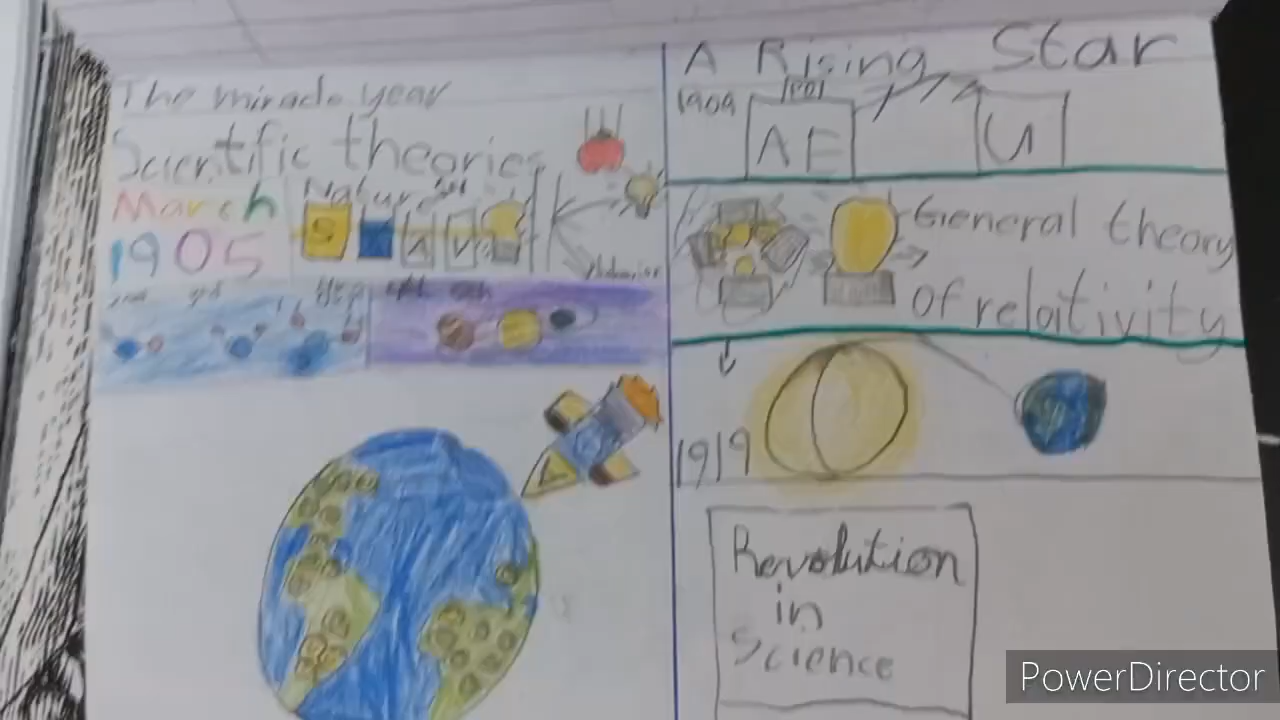 The miracle year
Scientific theories
March
1905
Nature
S
A
V
A Rising Star
1909
AE
U
General theory
of relativity
1919
Revolution
in
Science
PowerDirector